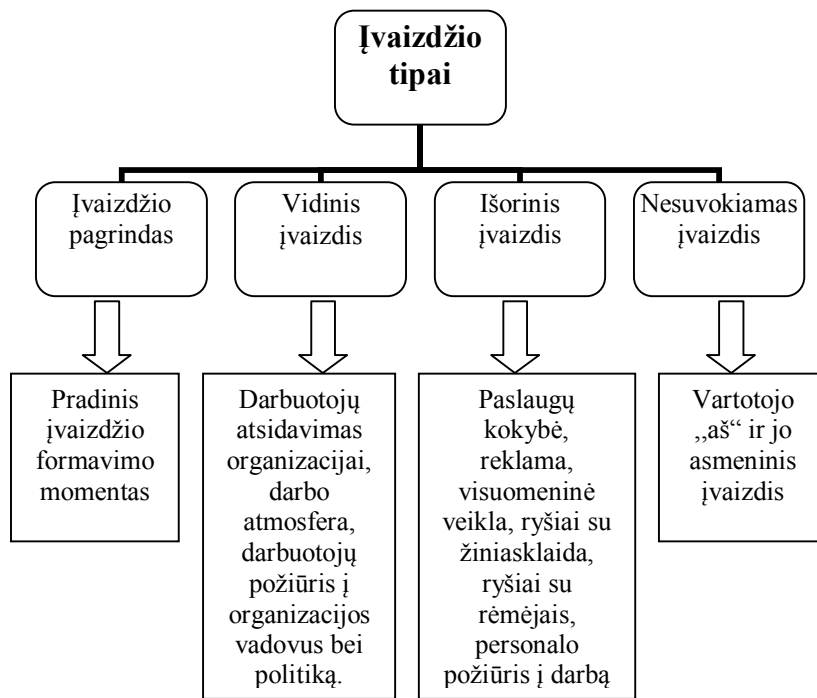 Įvaizdžio
tipai
Įvaizdžio
pagrindas
Vidinis
įvaizdis
Išorinis
įvaizdis
Nesuvokiamas
įvaizdis
Pradinis
įvaizdžio
formavimo
momentas
Darbuotojų
atsidavimas
organizacijai,
darbo
atmosfera,
darbuotojų
požiūris į
organizacijos
vadovus bei
politiką.
Paslaugų
kokybė,
reklama,
visuomeninė
veikla, ryšiai su
žiniasklaida,
ryšiai su
rėmėjais,
personalo
požiūris į darbą
Vartotojo
,,aš“ ir jo
asmeninis
įvaizdis